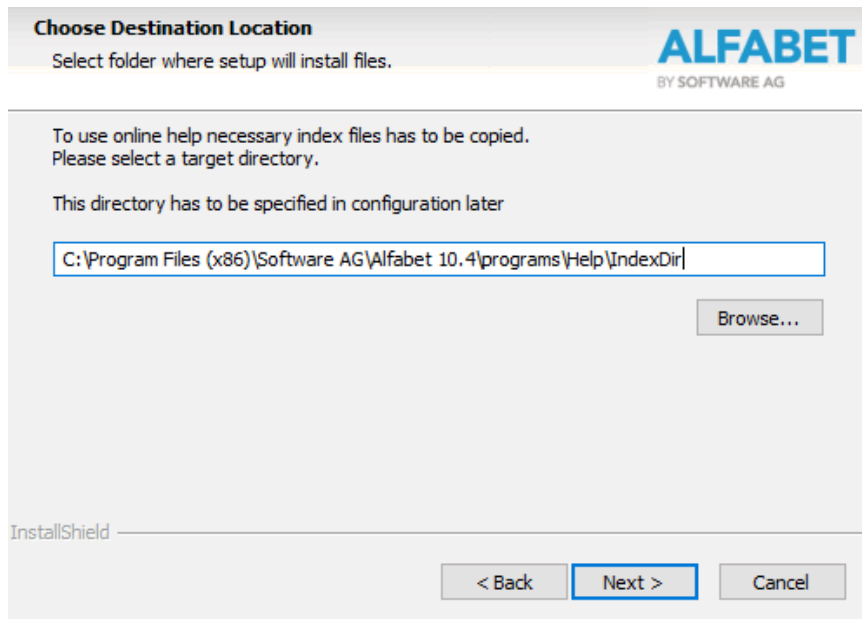 Choose Destination Location
Select folder where setup will install files.
ALFABET
BY SOFTWARE AG
To use online help necessary index files has to be copied.
Please select a target directory.
This directory has to be specified in configuration later
C:\Program Files (x86)\Software AG\Alfabet 10.4\programs\Help\IndexDir
Browse...
InstallShield
< Back Next > Cancel